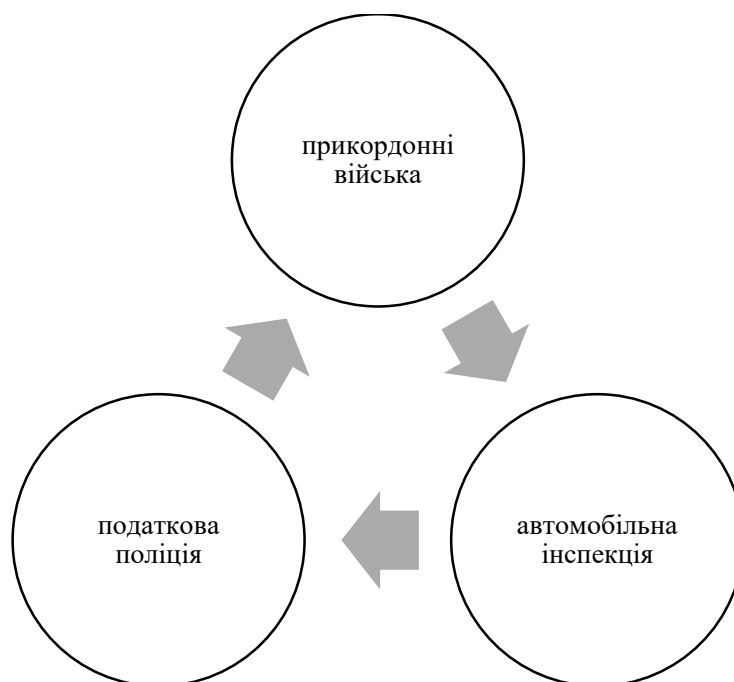 прикордонні
війська
податкова
поліція
автомобільна
інспекція